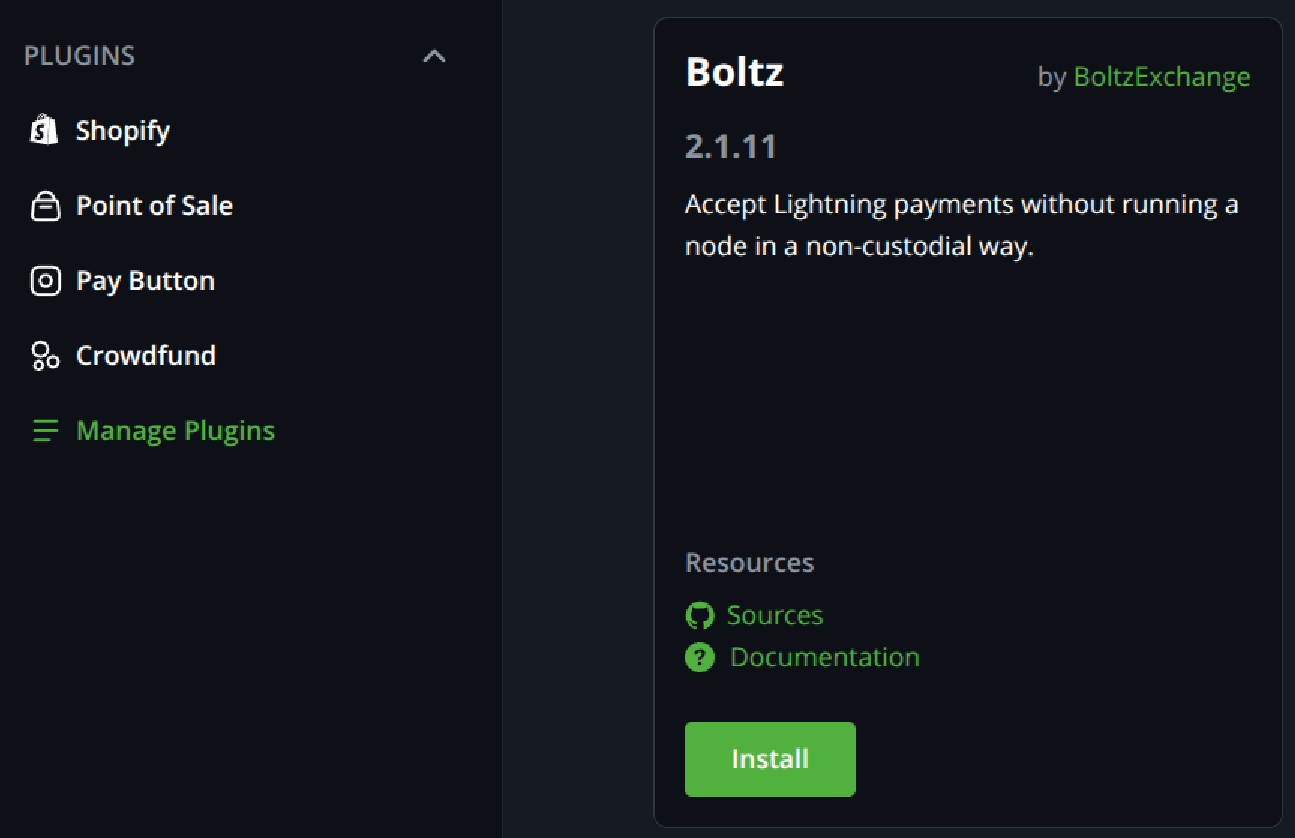 PLUGINS
Shopify
Point of Sale
Pay Button
Crowdfund
Manage Plugins
Boltz
by BoltzExchange
2.1.11
Accept Lightning payments without running a
node in a non-custodial way.
Resources
Sources
Documentation
Install